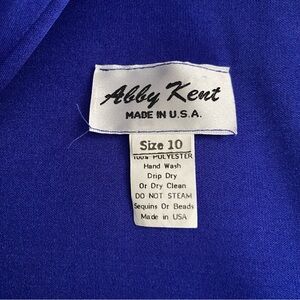 Abby Kent
MADE IN U.S.A.
Size 10
100% POLYESTER
Hand Wash
Drip Dry
Or Dry Clean
DO NOT STEAM
Sequins Or Beads
Made in USA